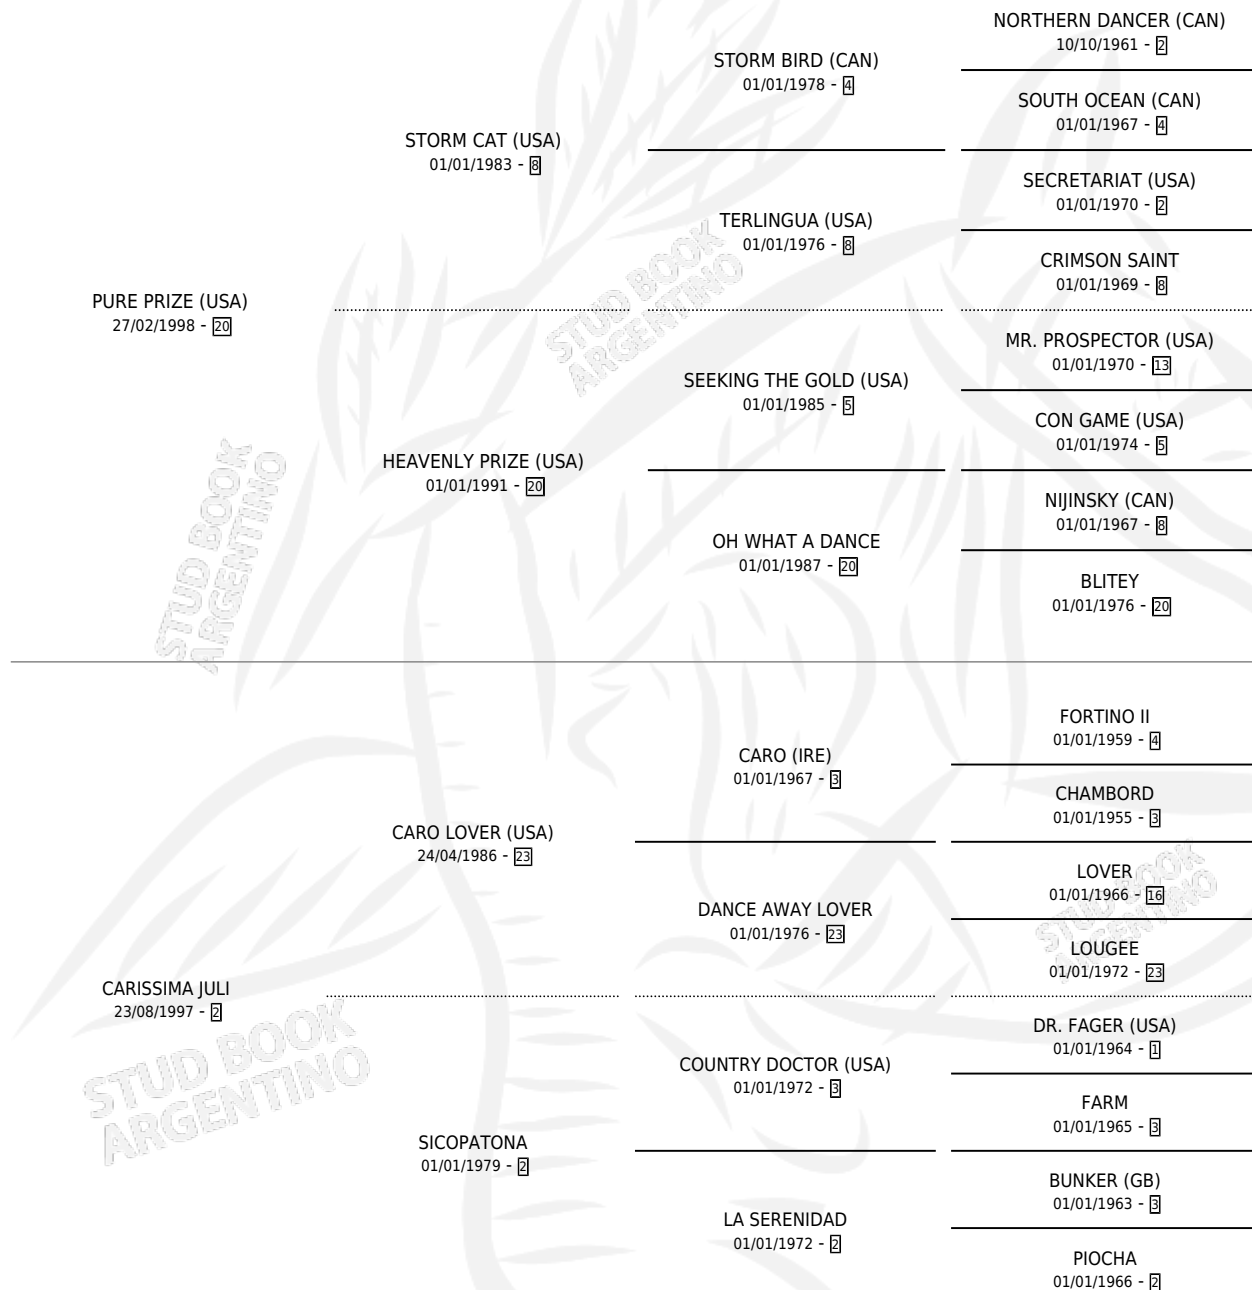 NORTHERN DANCER (CAN)
10/10/1961 - 2
STORM BIRD (CAN)
01/01/1978 - 4
SOUTH OCEAN (CAN)
01/01/1967 - 4
STORM CAT (USA)
01/01/1983 - 8
SECRETARIAT (USA)
01/01/1970 - 2
TERLINGUA (USA)
01/01/1976 - 8
CRIMSON SAINT
01/01/1969 - 8
PURE PRIZE (USA)
27/02/1998 - 20
MR. PROSPECTOR (USA)
01/01/1970 - 13
SEEKING THE GOLD (USA)
01/01/1985 - 5
CON GAME (USA)
01/01/1974 - 5
HEAVENLY PRIZE (USA)
01/01/1991 - 20
NIJINSKY (CAN)
01/01/1967 - 8
OH WHAT A DANCE
01/01/1987 - 20
BLITEY
01/01/1976 - 20
FORTINO II
01/01/1959 - 4
CARO (IRE)
01/01/1967 - 3
CHAMBORD
01/01/1955 - 3
CARO LOVER (USA)
24/04/1986 - 23
LOVER
01/01/1966 - 16
DANCE AWAY LOVER
01/01/1976 - 23
LOUGEE
01/01/1972 - 23
CARISSIMA JULI
23/08/1997 - 2
DR. FAGER (USA)
01/01/1964 - 1
COUNTRY DOCTOR (USA)
01/01/1972 - 3
FARM
01/01/1965 - 3
SICOPATONA
01/01/1979 - 2
BUNKER (GB)
01/01/1963 - 3
LA SERENIDAD
01/01/1972 - 2
PIOCHA
01/01/1966 - 2
STUD BOOK
ARGENTINO
STUD BOOK
ARGENTINO
STUD BOOK
ARGENTINO
STUD BOOK
ARGENTINO